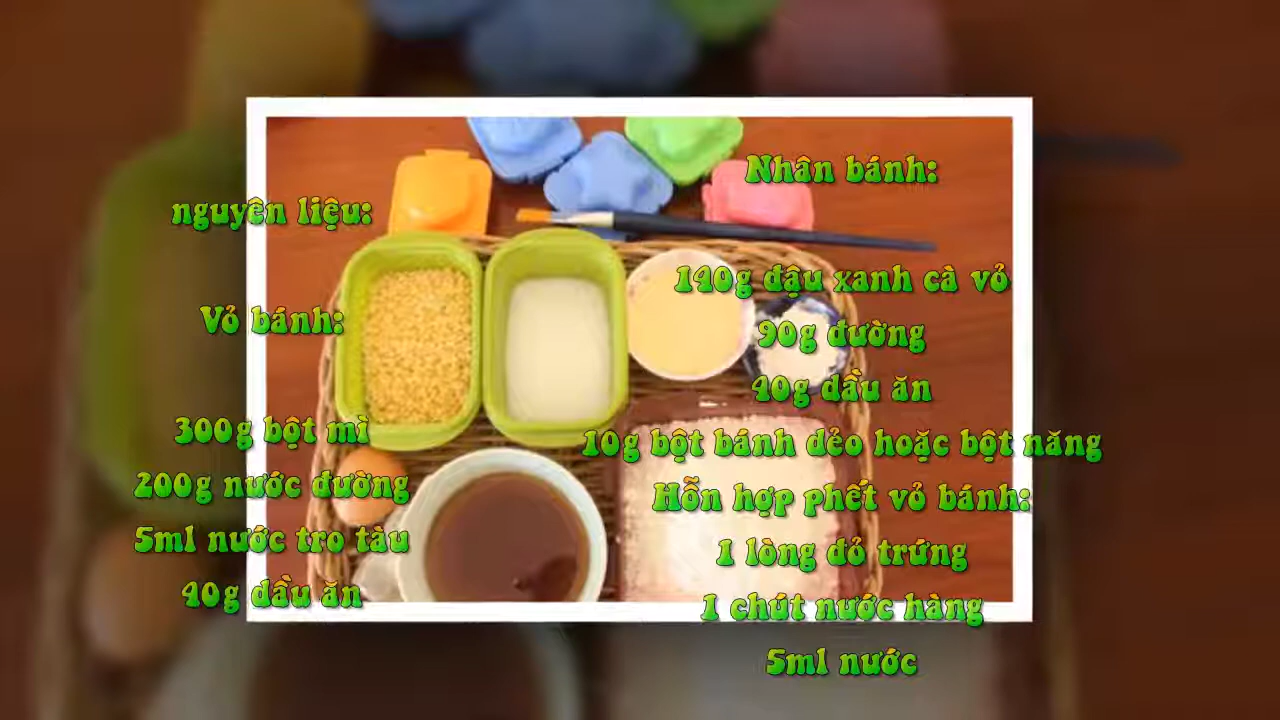 nguyên liệu:
Vỏ bánh:
300g bột mì
200g nước đường
5ml nước tro tàu
40g dầu ăn
Nhân bánh:
140g đậu xanh cà vỏ
90g đường
40g dầu ăn
10g bột bánh dẻo hoặc bột năng
Hỗn hợp phết vỏ bánh:
1 lòng đỏ trứng
1 chút nước hàng
5ml nước